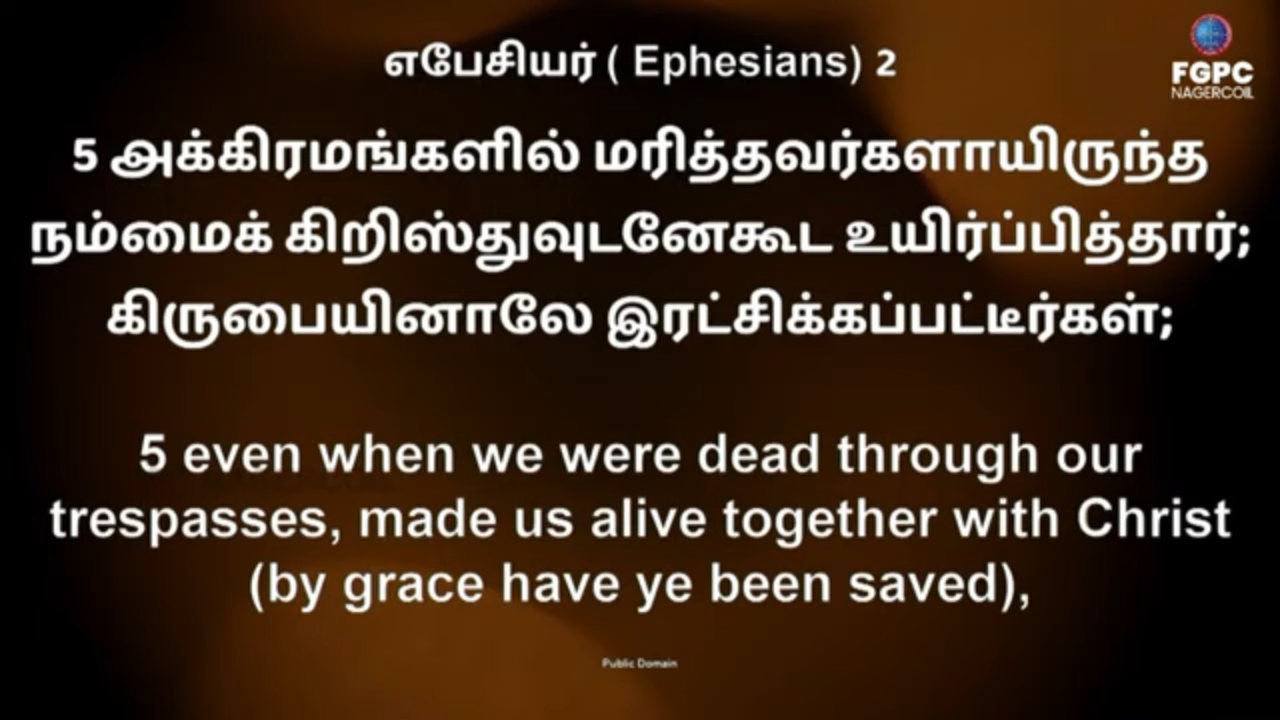 எபேசியர் ( Ephesians) 2
FGPC
NAGERCOIL
5 அக்கிரமங்களில் மரித்தவர்களாயிருந்த
நம்மைக் கிறிஸ்துவுடனேகூட உயிர்ப்பித்தார்;
கிருபையினாலே இரட்சிக்கப்பட்டீர்கள்;
5 even when we were dead through our
trespasses, made us alive together with Christ
(by grace have ye been saved),
Public Domain